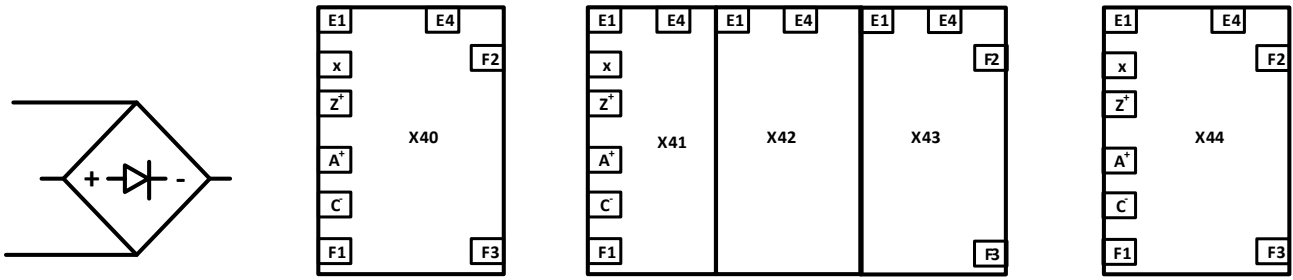 E1 E4 E1 E4 E1 E4 E1 E4 E1 E4
F2 F2 F2
x x x
Z+ Z+ Z+
X40 X41 X42 X43 X44
A+ A+ A+
+ -
C- C- C-
F1 F3 F1 F3 F1 F3